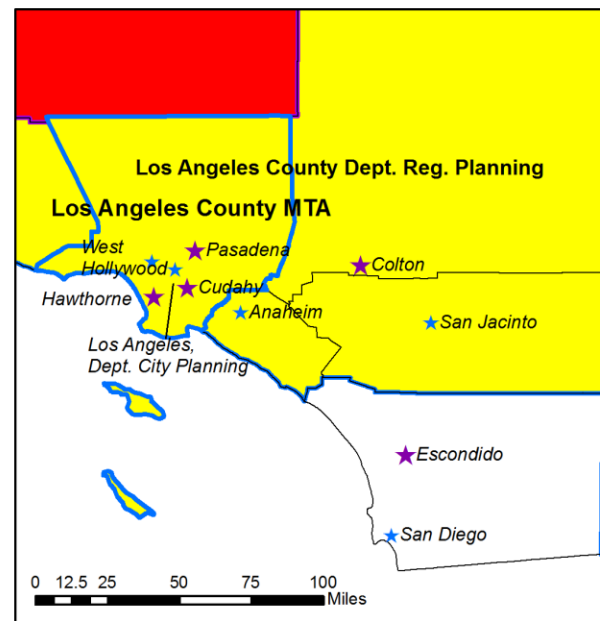 Los Angeles County Dept. Reg. Planning
Los Angeles County MTA
West
Hollywood
Pasadena
Colton
Cudahy
Hawthorne
Anaheim
San Jacinto
Los Angeles,
Dept. City Planning
Escondido
San Diego
0 12.5 25 50 75 100
Miles